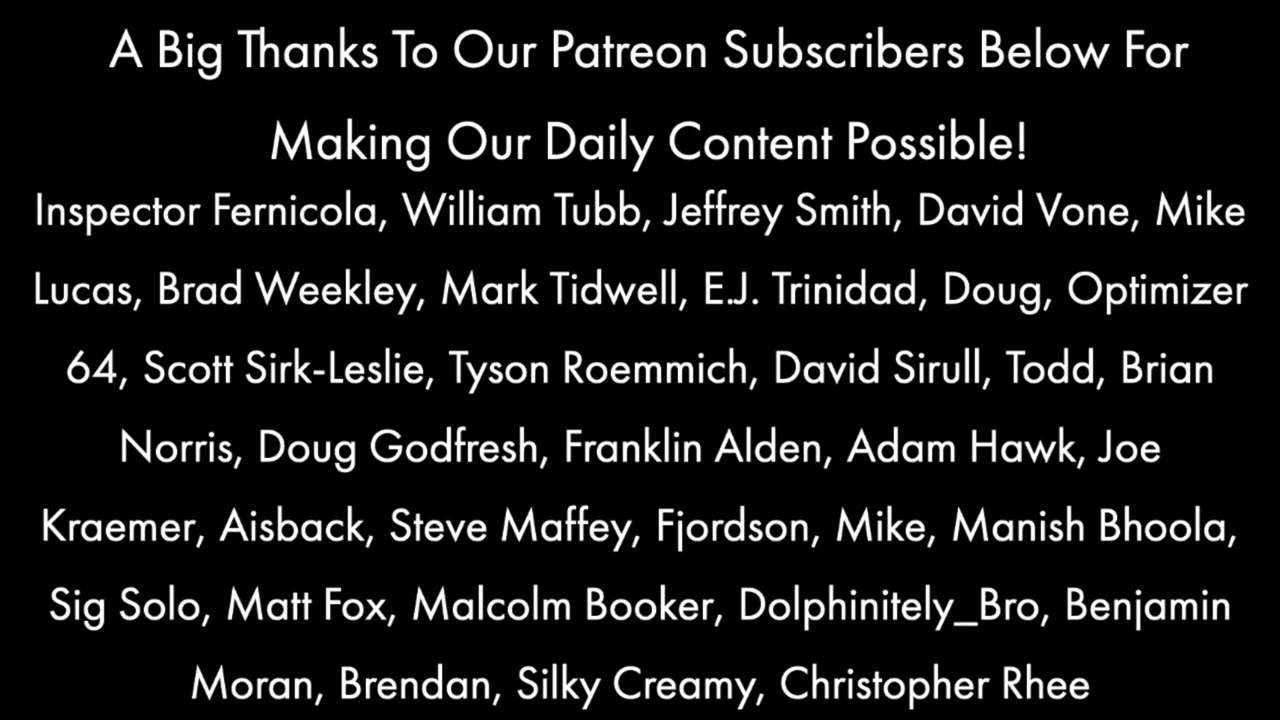 A Big Thanks To Our Patreon Subscribers Below For
Making Our Daily Content Possible!
Inspector Fernicola, William Tubb, Jeffrey Smith, David Vone, Mike
Lucas, Brad Weekley, Mark Tidwell, E.J. Trinidad, Doug, Optimizer
64, Scott Sirk-Leslie, Tyson Roemmich, David Sirull, Todd, Brian
Norris, Doug Godfresh, Franklin Alden, Adam Hawk, Joe
Kraemer, Aisback, Steve Maffey, Fjordson, Mike, Manish Bhoola,
Sig Solo, Matt Fox, Malcolm Booker, Dolphinitely_Bro, Benjamin
Moran, Brendan, Silky Creamy, Christopher Rhee